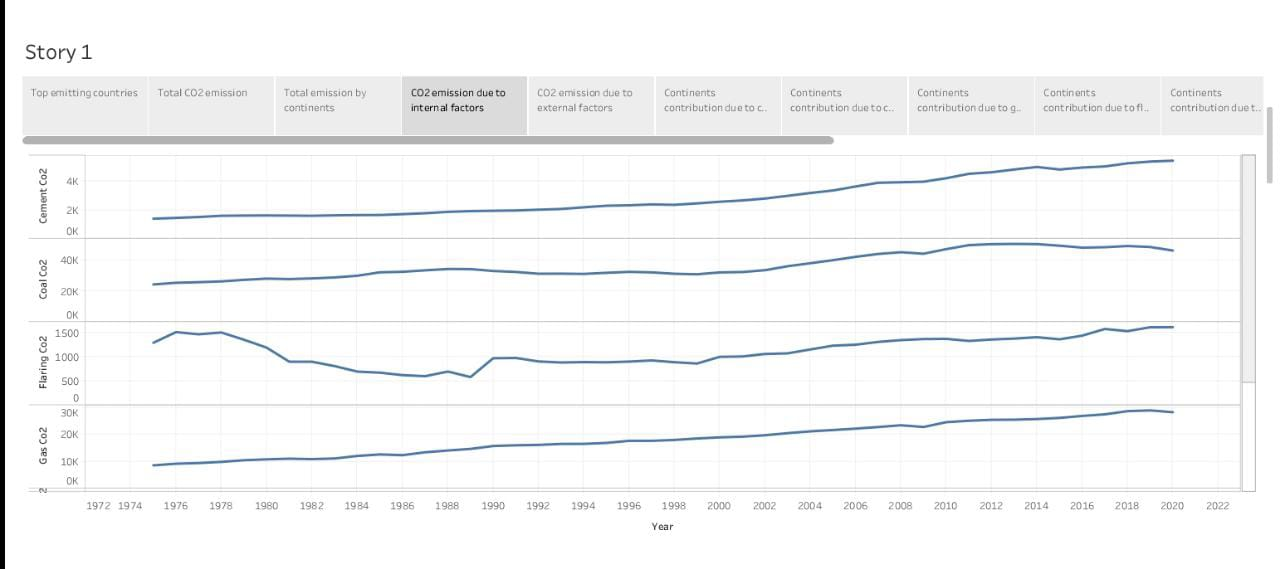 Story 1
Top emitting countries
Total CO2 emission
Total emission by
continents
CO2 emission due to
internal factors
CO2 emission due to
external factors
Continents
contribution due to c..
Continents
contribution due to c...
Continents
contribution due to g..
Continents
contribution due to fl..
Continents
contribution due t..
Cement Co2
4K
2K
0K
Coal Co2
40K
20K
0K
Flaring Co2
1500
1000
500
0
Gas Co2
30K
20K
10K
0K
2
1972 1974 1976 1978 1980 1982 1984 1986 1988 1990 1992 1994 1996 1998 2000 2002 2004 2006 2008 2010 2012 2014 2016 2018 2020 2022
Year